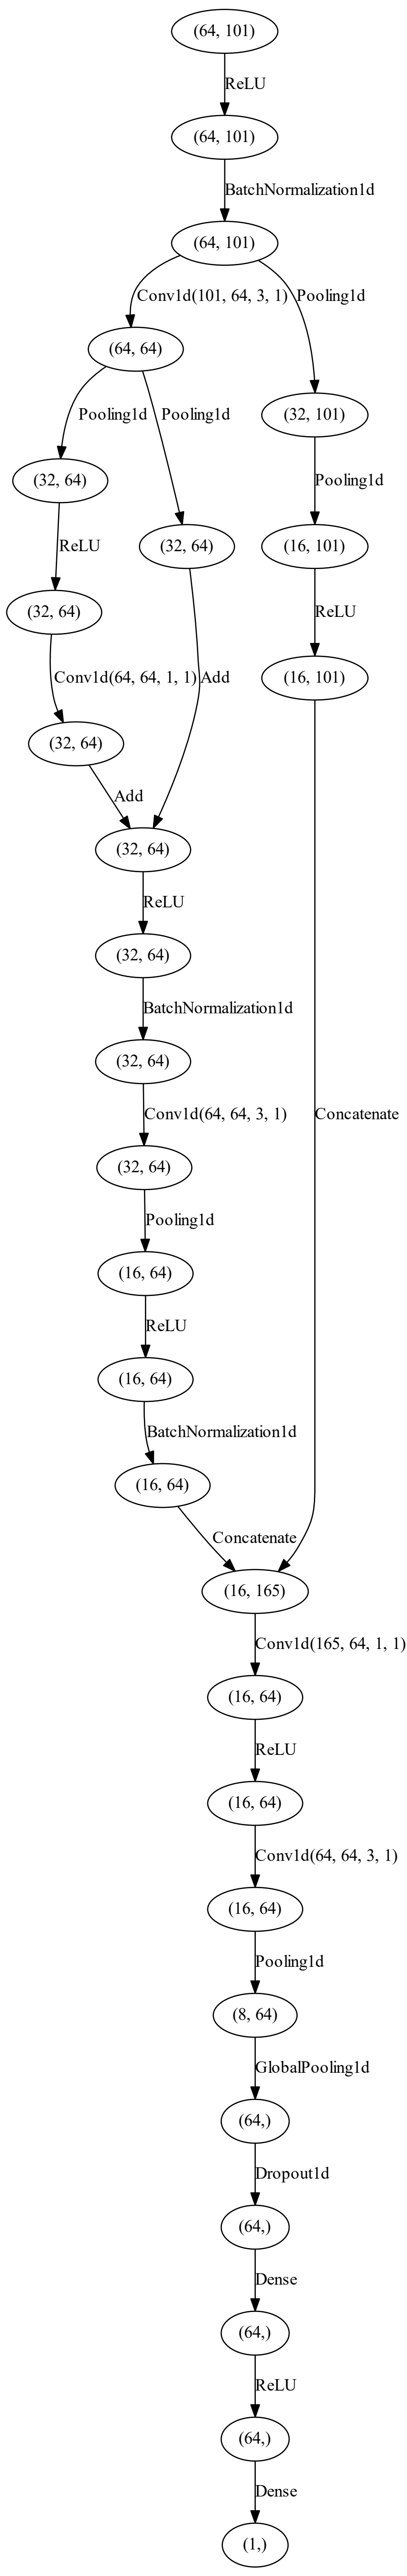 (64, 101)
ReLU
(64, 101)
BatchNormalization1d
(64, 101)
Conv1d(101, 64, 3, 1) Pooling1d
(64, 64)
(32, 101)
Pooling1d Pooling1d
(32, 64)
Pooling1d
(32, 64)
(16, 101)
ReLU
ReLU
(32, 64)
(16, 101)
Conv1d(64, 64, 1, 1) Add
(32, 64)
Add
(32, 64)
ReLU
(32, 64)
BatchNormalization1d
(32, 64)
Conv1d(64, 64, 3, 1)
Concatenate
(32, 64)
Pooling1d
(16, 64)
ReLU
(16, 64)
BatchNormalization1d
(16, 64)
Concatenate
(16, 165)
Conv1d(165, 64, 1, 1)
(16, 64)
ReLU
(16, 64)
Conv1d(64, 64, 3, 1)
(16, 64)
Pooling1d
(8, 64)
GlobalPooling1d
(64,)
Dropout1d
(64,)
Dense
(64,)
ReLU
(64,)
Dense
(1,)